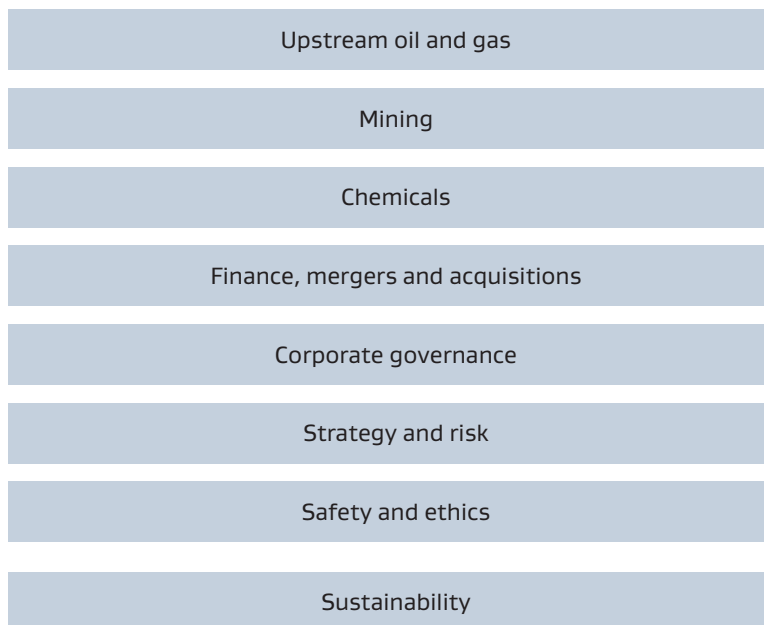 Upstream oil and gas
Mining
Chemicals
Finance, mergers and acquisitions
Corporate governance
Strategy and risk
Safety and ethics
Sustainability